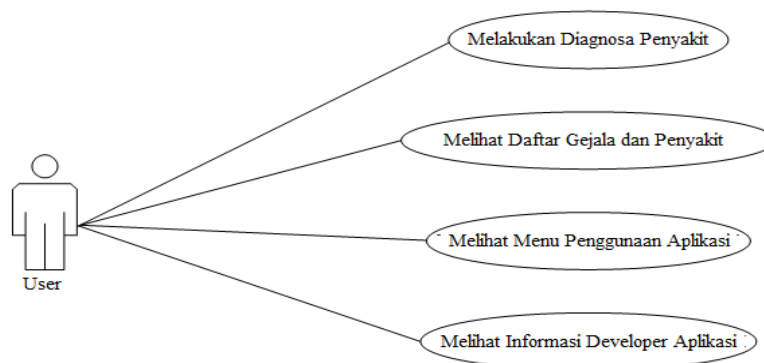 Melakukan Diagnosa Penyakit
Melihat Daftar Gejala dan Penyakit
Melihat Menu Penggunaan Aplikasi
User
Melihat Informasi Developer Aplikasi